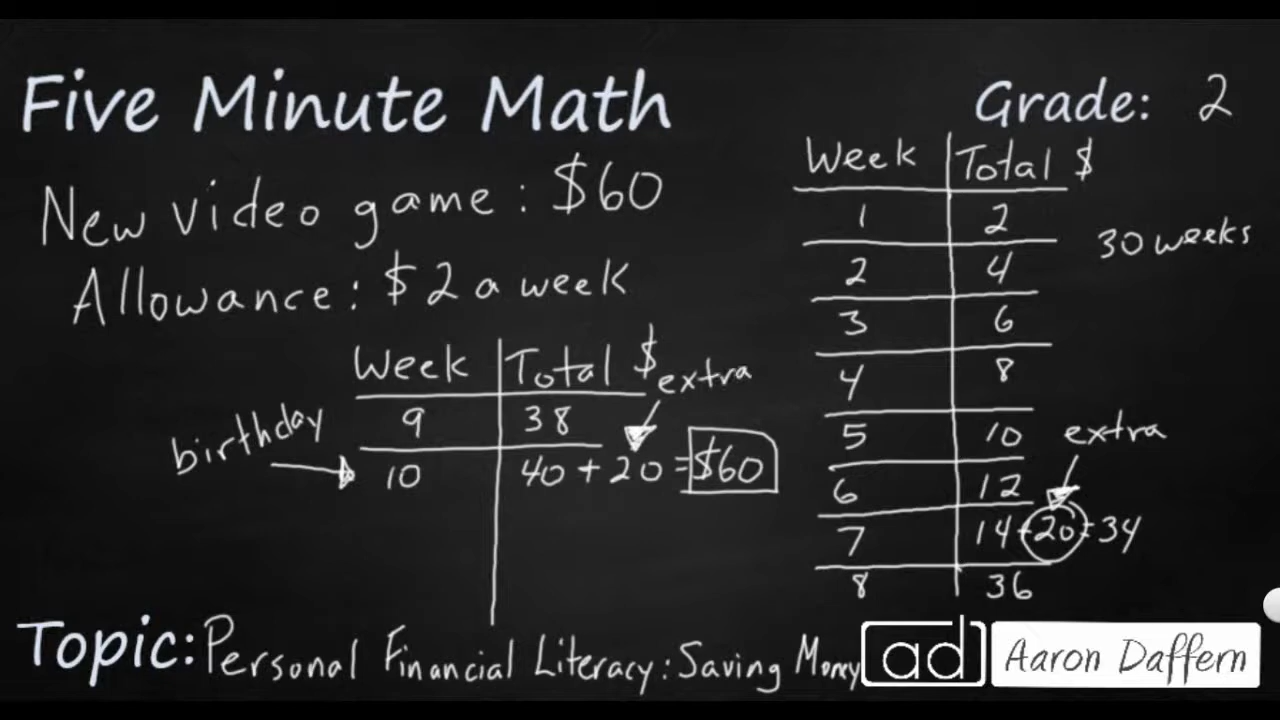 Five Minute Math
Grade: 2
New video game: $60
Allowance: $2 a week
Week Total $
9 38
10 40 + 20 = $60
birthday
extra
Week Total $
1 2
2 4
3 6
4 8
5 10
6 12
7 14+20=34
8 36
30 weeks
extra
Topic: Personal Financial Literacy: Saving Money
ad Aaron Daffern